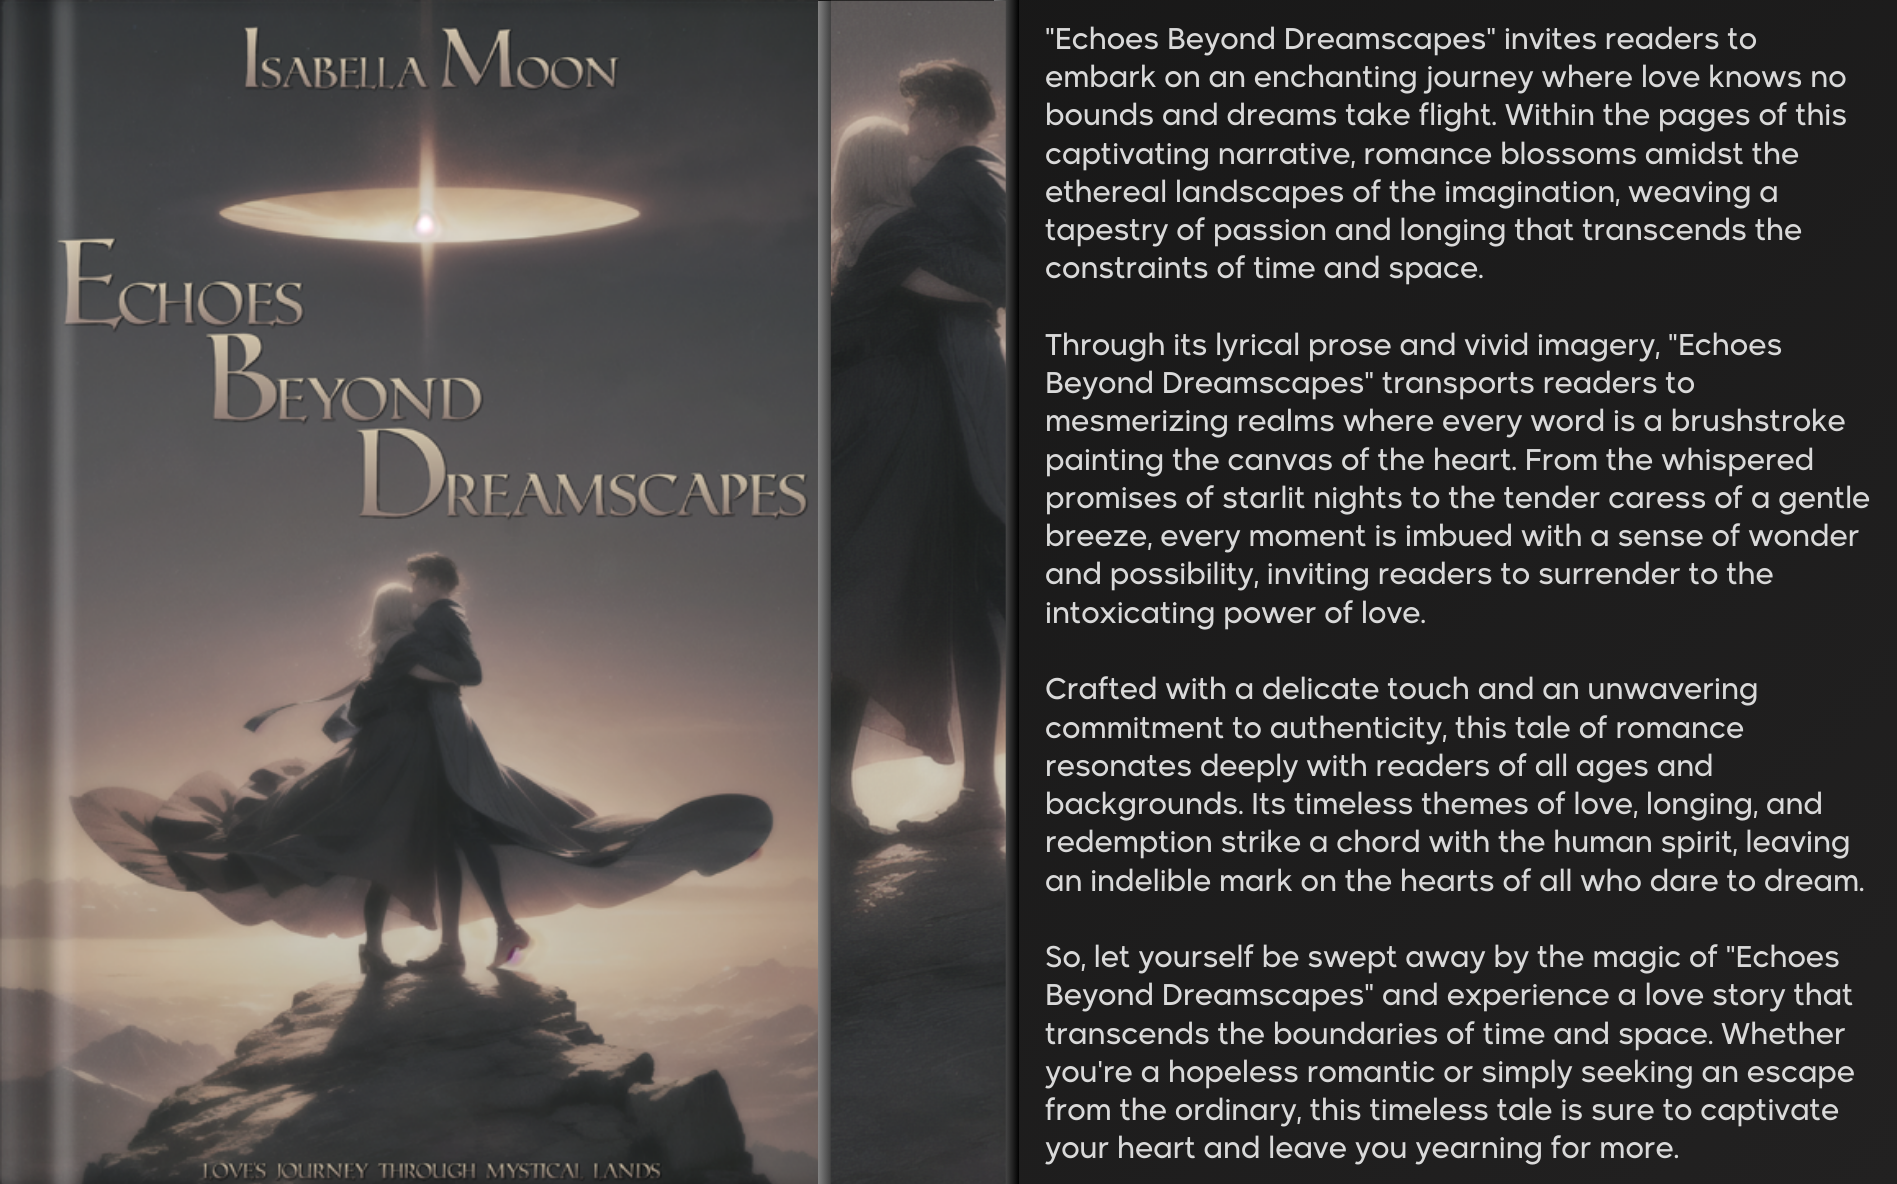 ISABELLA MOON
ECHOES
BEYOND
DREAMSCAPES
LOVE'S JOURNEY THROUGH MYSTICAL LANDS
"Echoes Beyond Dreamscapes" invites readers to
embark on an enchanting journey where love knows no
bounds and dreams take flight. Within the pages of this
captivating narrative, romance blossoms amidst the
ethereal landscapes of the imagination, weaving a
tapestry of passion and longing that transcends the
constraints of time and space.
Through its lyrical prose and vivid imagery, "Echoes
Beyond Dreamscapes" transports readers to
mesmerizing realms where every word is a brushstroke
painting the canvas of the heart. From the whispered
promises of starlit nights to the tender caress of a gentle
breeze, every moment is imbued with a sense of wonder
and possibility, inviting readers to surrender to the
intoxicating power of love.
Crafted with a delicate touch and an unwavering
commitment to authenticity, this tale of romance
resonates deeply with readers of all ages and
backgrounds. Its timeless themes of love, longing, and
redemption strike a chord with the human spirit, leaving
an indelible mark on the hearts of all who dare to dream.
So, let yourself be swept away by the magic of "Echoes
Beyond Dreamscapes" and experience a love story that
transcends the boundaries of time and space. Whether
you're a hopeless romantic or simply seeking an escape
from the ordinary, this timeless tale is sure to captivate
your heart and leave you yearning for more.